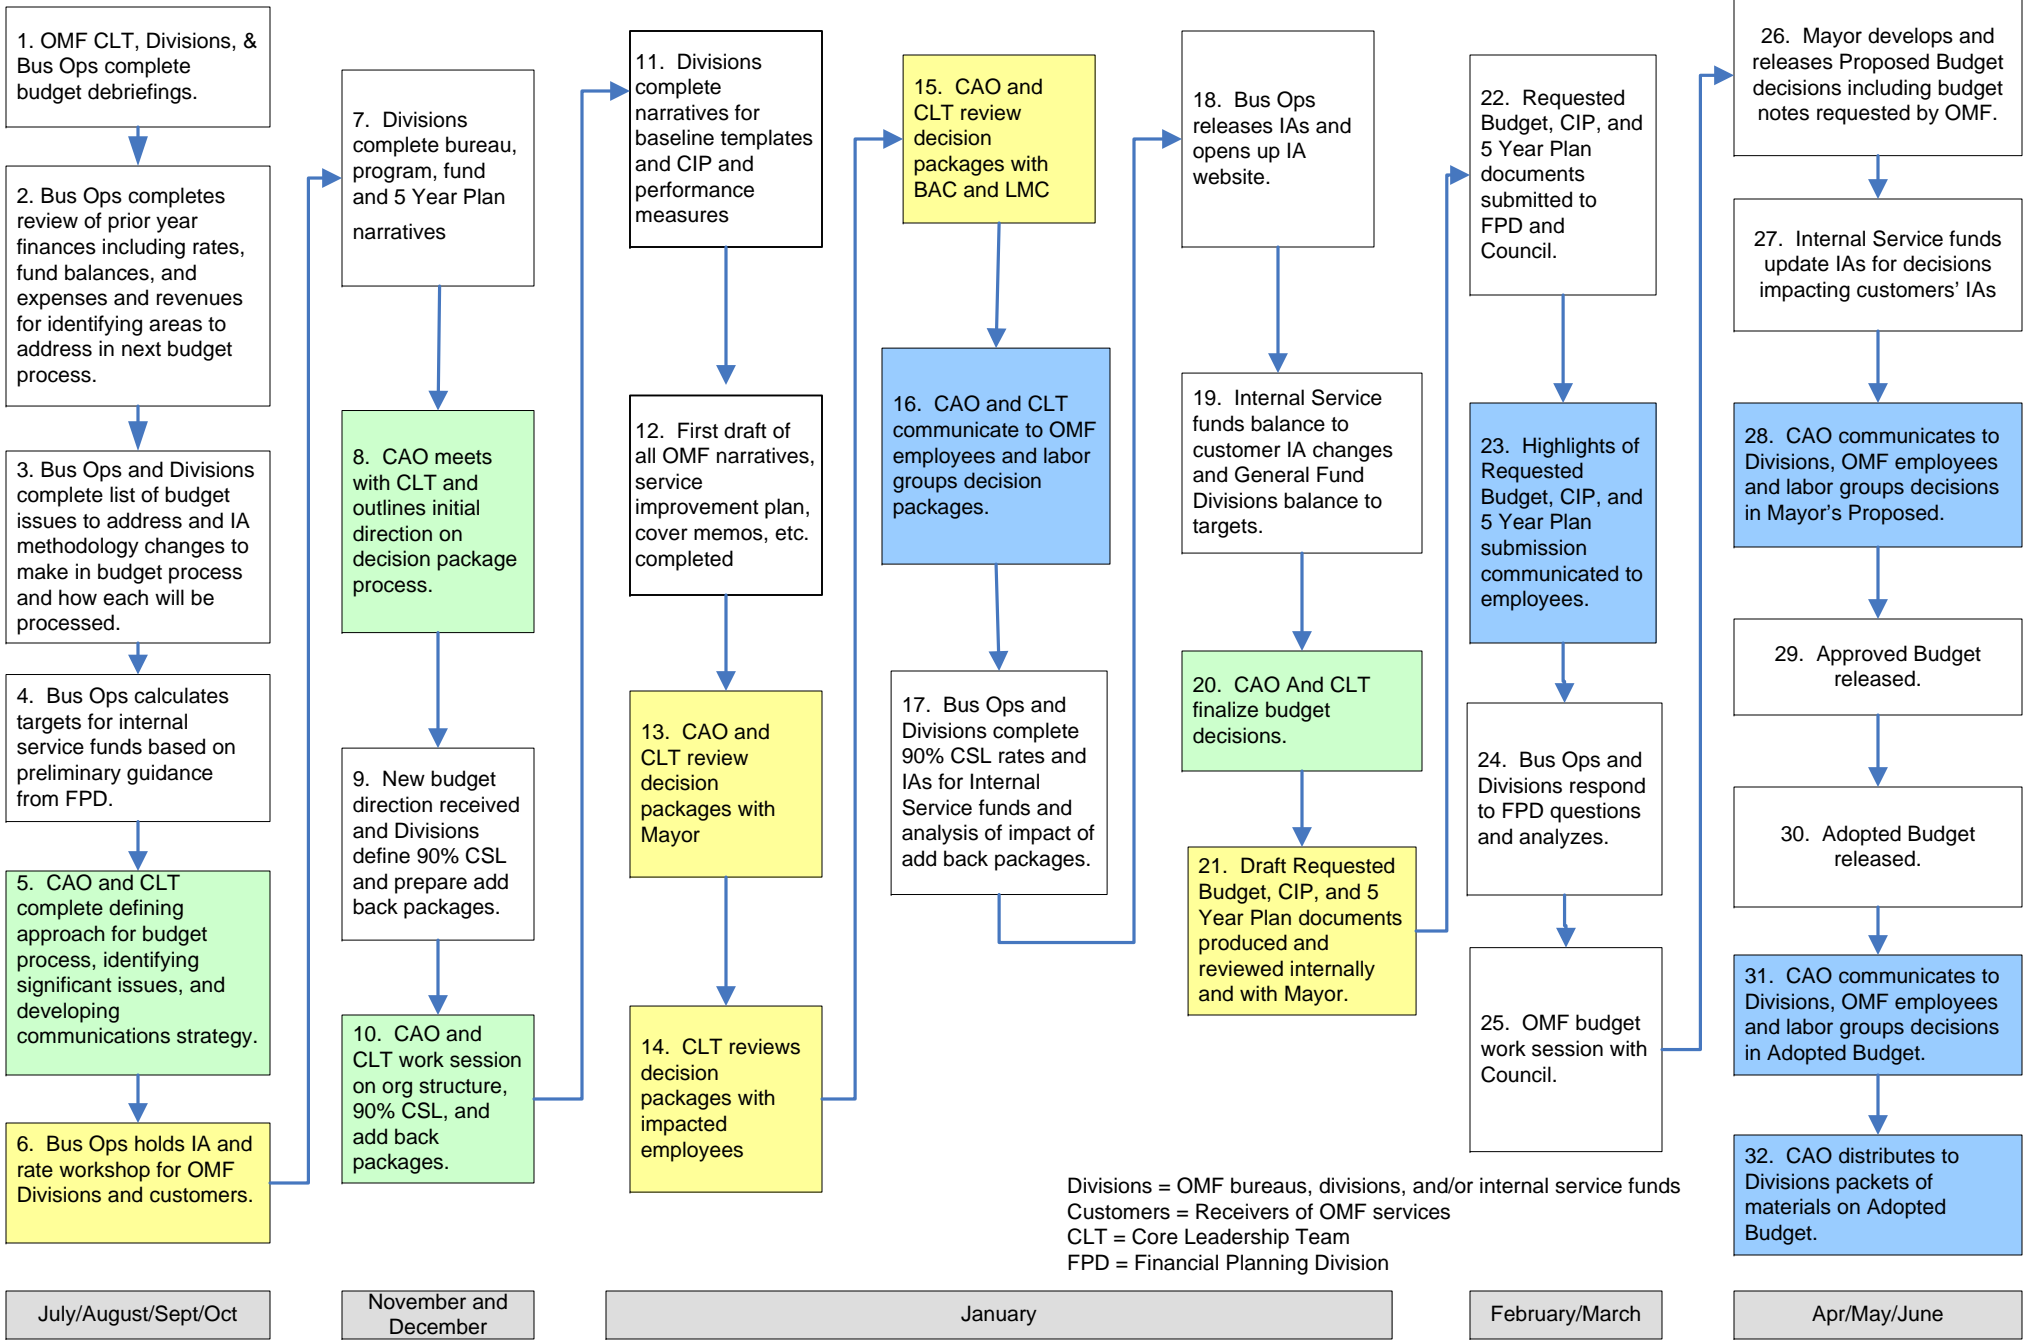 1. OMF CLT, Divisions, &
Bus Ops complete
budget debriefings.
2. Bus Ops completes
review of prior year
finances including rates,
fund balances, and
expenses and revenues
for identifying areas to
address in next budget
process.
3. Bus Ops and Divisions
complete list of budget
issues to address and IA
methodology changes to
make in budget process
and how each will be
processed.
4. Bus Ops calculates
targets for internal
service funds based on
preliminary guidance
from FPD.
5. CAO and CLT
complete defining
approach for budget
process, identifying
significant issues, and
developing
communications strategy.
6. Bus Ops holds IA and
rate workshop for OMF
Divisions and customers.
7. Divisions
complete bureau,
program, fund
and 5 Year Plan
narratives
8. CAO meets
with CLT and
outlines initial
direction on
decision package
process.
9. New budget
direction received
and Divisions
define 90% CSL
and prepare add
back packages.
10. CAO and
CLT work session
on org structure,
90% CSL, and
add back
packages.
11. Divisions
complete
narratives for
baseline templates
and CIP and
performance
measures
12. First draft of
all OMF narratives,
service
improvement plan,
cover memos, etc.
completed
13. CAO and
CLT review
decision
packages with
Mayor
14. CLT reviews
decision
packages with
impacted
employees
15. CAO and
CLT review
decision
packages with
BAC and LMC
16. CAO and CLT
communicate to OMF
employees and labor
groups decision
packages.
17. Bus Ops and
Divisions complete
90% CSL rates and
IAs for Internal
Service funds and
analysis of impact of
add back packages.
18. Bus Ops
releases IAs and
opens up IA
website.
19. Internal Service
funds balance to
customer IA changes
and General Fund
Divisions balance to
targets.
20. CAO And CLT
finalize budget
decisions.
21. Draft Requested
Budget, CIP, and 5
Year Plan documents
produced and
reviewed internally
and with Mayor.
22. Requested
Budget, CIP, and
5 Year Plan
documents
submitted to
FPD and
Council.
23. Highlights of
Requested
Budget, CIP, and
5 Year Plan
submission
communicated to
employees.
24. Bus Ops and
Divisions respond
to FPD questions
and analyzes.
25. OMF budget
work session with
Council.
26. Mayor develops and
releases Proposed Budget
decisions including budget
notes requested by OMF.
27. Internal Service funds
update IAs for decisions
impacting customers' IAs
28. CAO communicates to
Divisions, OMF employees
and labor groups decisions
in Mayor's Proposed.
29. Approved Budget
released.
30. Adopted Budget
released.
31. CAO communicates to
Divisions, OMF employees
and labor groups decisions
in Adopted Budget.
32. CAO distributes to
Divisions packets of
materials on Adopted
Budget.
Divisions = OMF bureaus, divisions, and/or internal service funds
Customers = Receivers of OMF services
CLT = Core Leadership Team
FPD = Financial Planning Division
July/August/Sept/Oct
November and
December
January
February/March
Apr/May/June